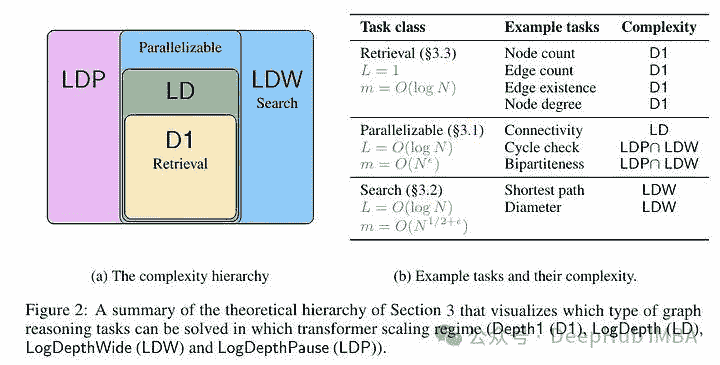 Parallelizable
LDP
LD
LDW
Search
D1
Retrieval
(a) The complexity hierarchy
Task class Example tasks Complexity
Retrieval (§3.3) Node count D1
L = 1 Edge count D1
m = O(log N) Edge existence D1
Node degree D1
Parallelizable (§3.1) Connectivity LD
L = O(log N) Cycle check LDP∩ LDW
m = O(N^ϵ) Bipartiteness LDP∩ LDW
Search (§3.2) Shortest path LDW
L = O(log N) Diameter LDW
m = O(N^{1/2+ϵ})
(b) Example tasks and their complexity.
Figure 2: A summary of the theoretical hierarchy of Section 3 that visualizes which type of graph
reasoning tasks can be solved in which transformer scaling regime (Depth1 (D1), LogDepth (LD),
LogDepthWide (LDW) and LogDepthPause (LDP)).
公众号 · DeepHub IMBA